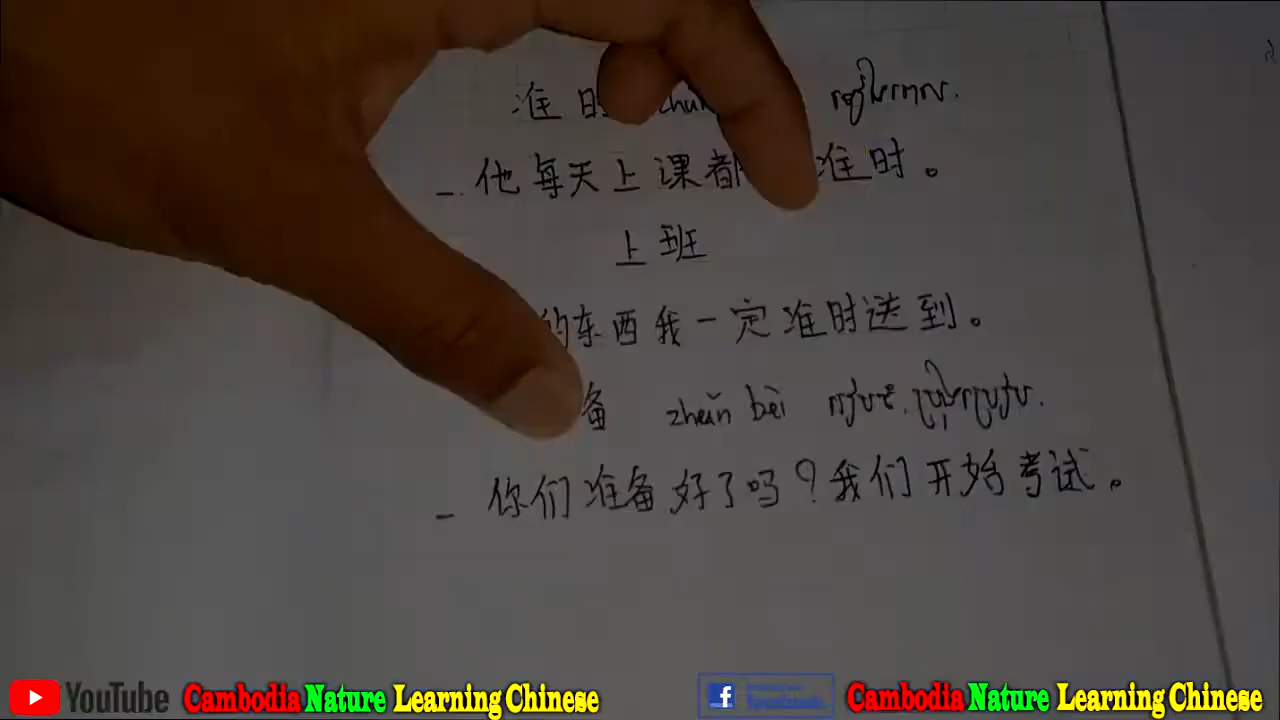 准时
_. 他每天上课都 准时。
上班
的东西我一定准时送到。
备 zhǔn bèi
_ 你们准备好了吗?我们开始考试。
YouTube Cambodia Nature Learning Chinese
Cambodia Nature Learning Chinese